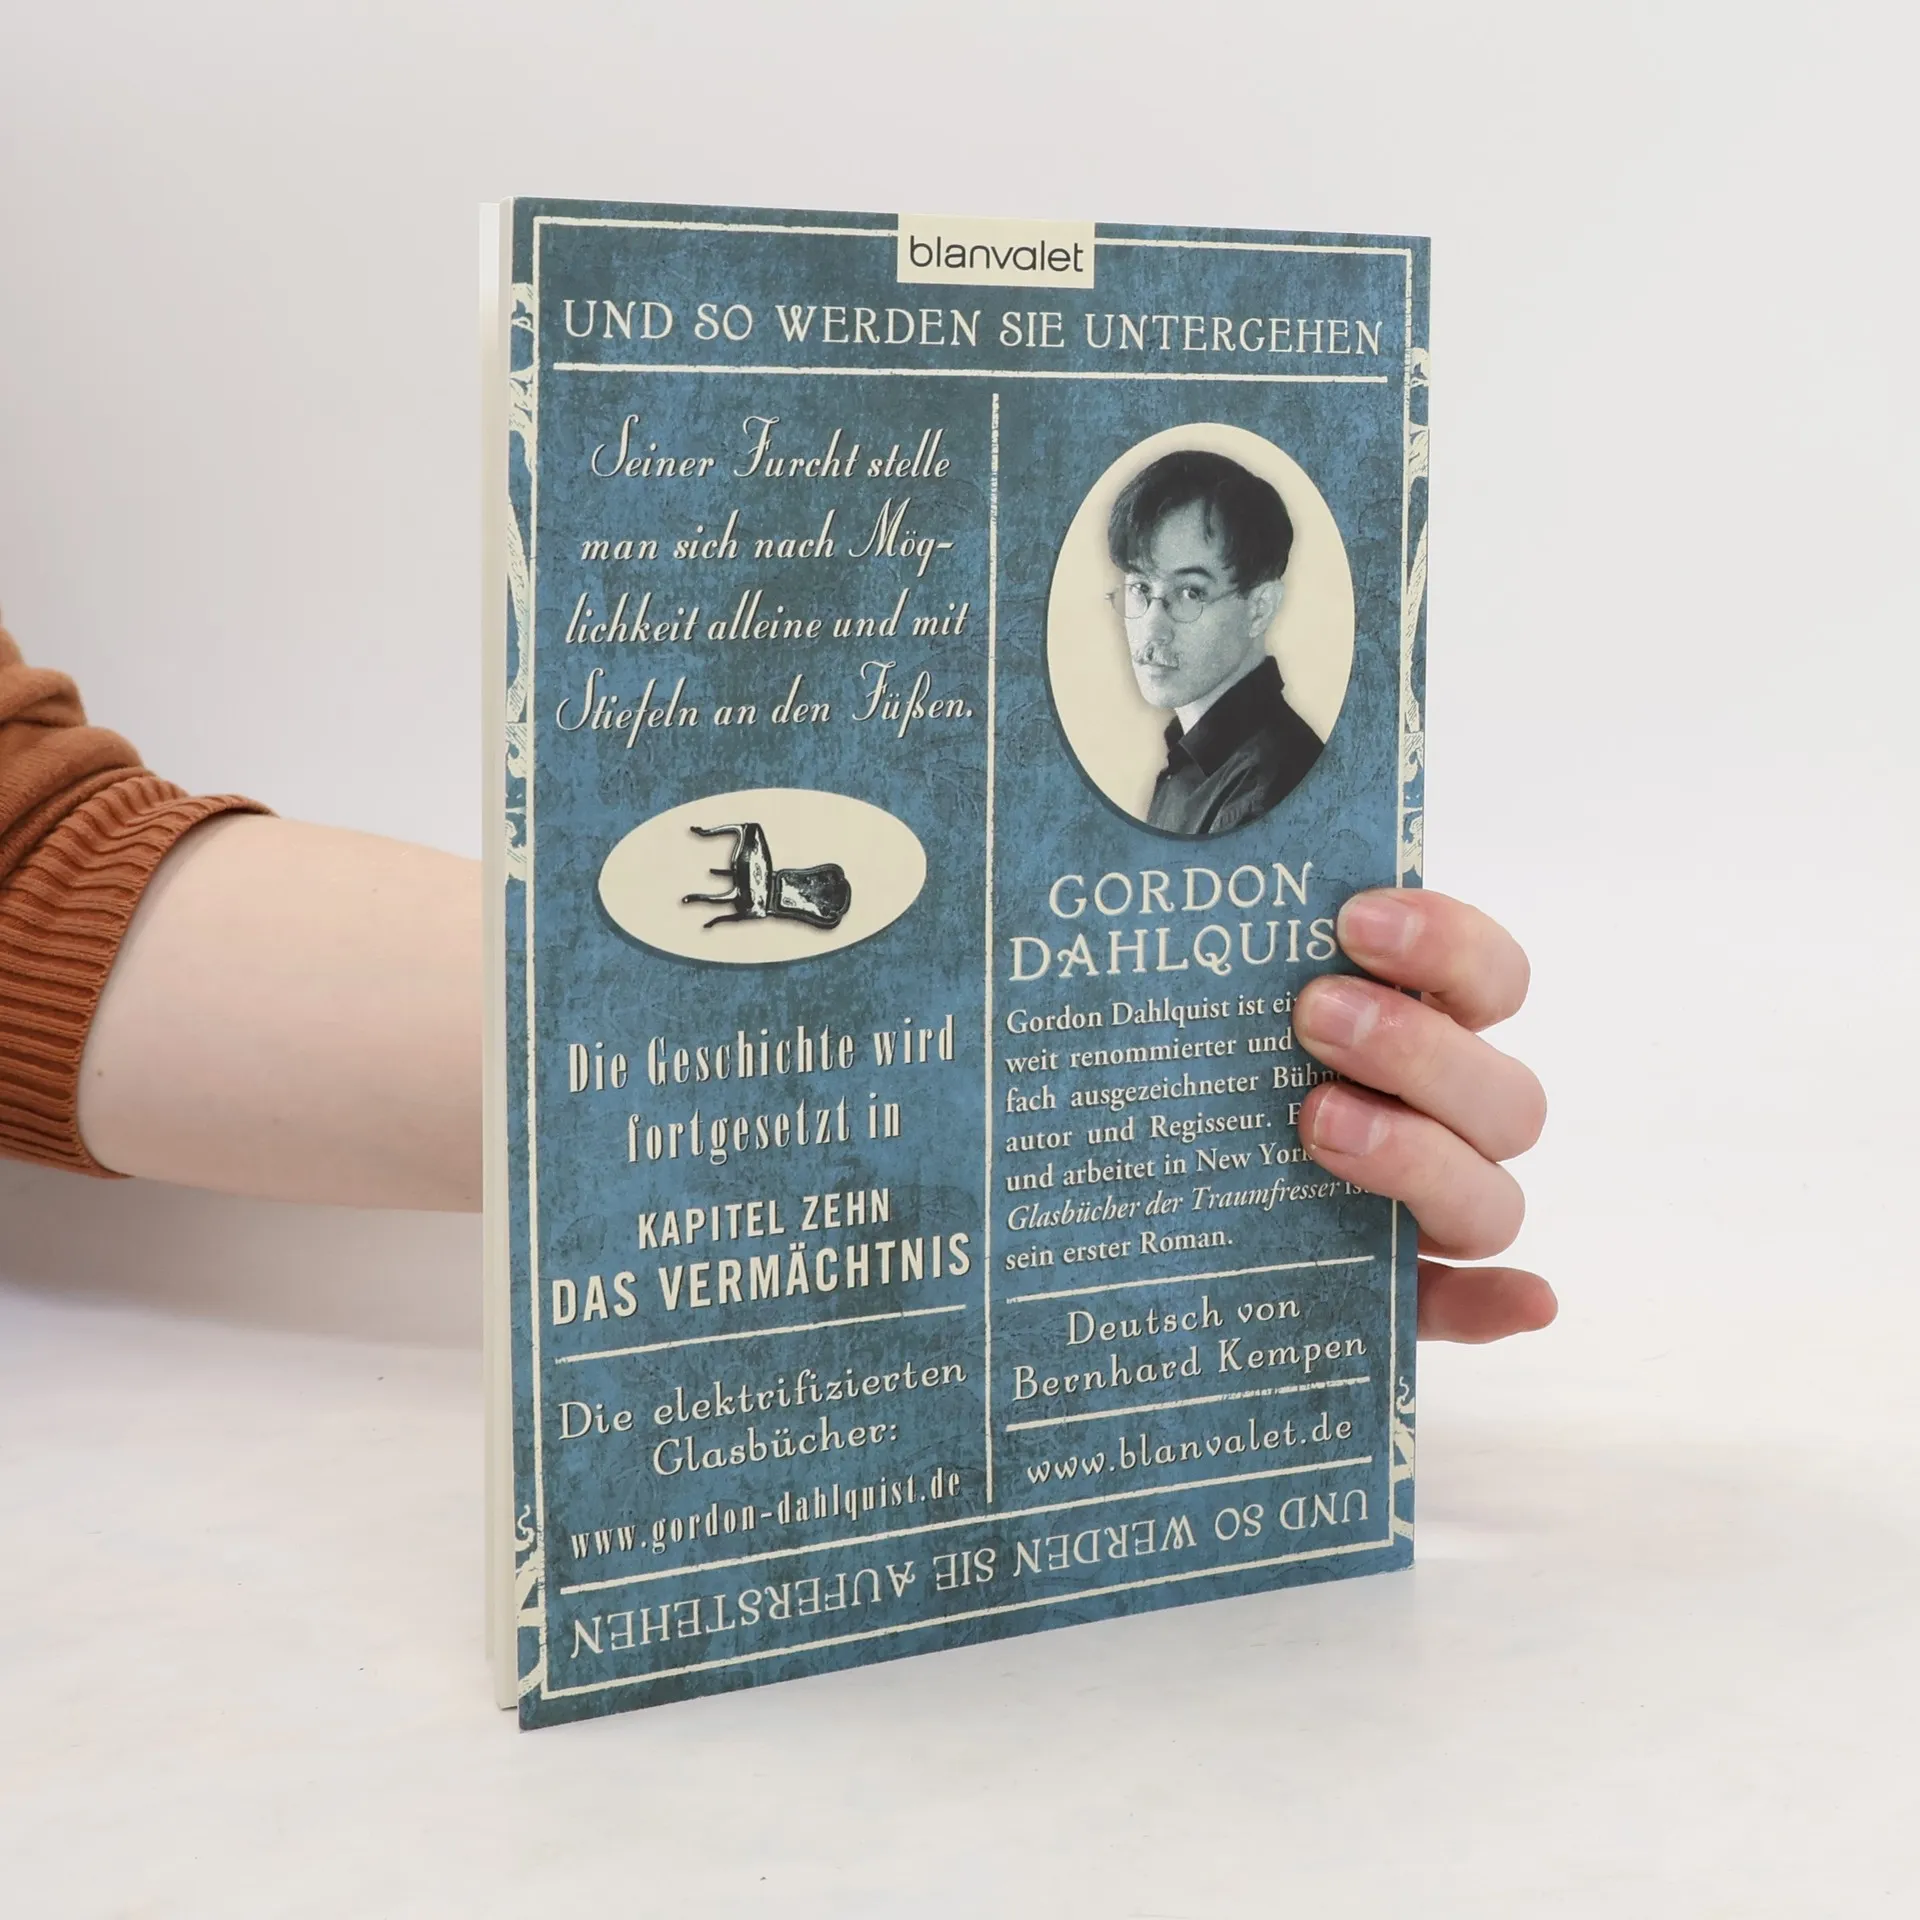 blanvalet
UND SO WERDEN SIE UNTERGEHEN
Seiner Furcht stelle
man sich nach Mög-
lichkeit alleine und mit
Stiefeln an den Füßen.
Die Geschichte wird
fortgesetzt in
KAPITEL ZEHN
DAS VERMÄCHTNIS
Die elektrifizierten
Glasbücher:
www.gordon-dahlquist.de
GORDON
DAHLQUIS
Gordon Dahlquist ist
weit renommierter und
fach ausgezeichneter
autor und Regisseur.
und arbeitet in New York
Glasbücher der Traumfresser
sein erster Roman.
Deutsch von
Bernhard Kempen
www.blanvalet.de
UND SO WERDEN SIE AUFERSTEHEN